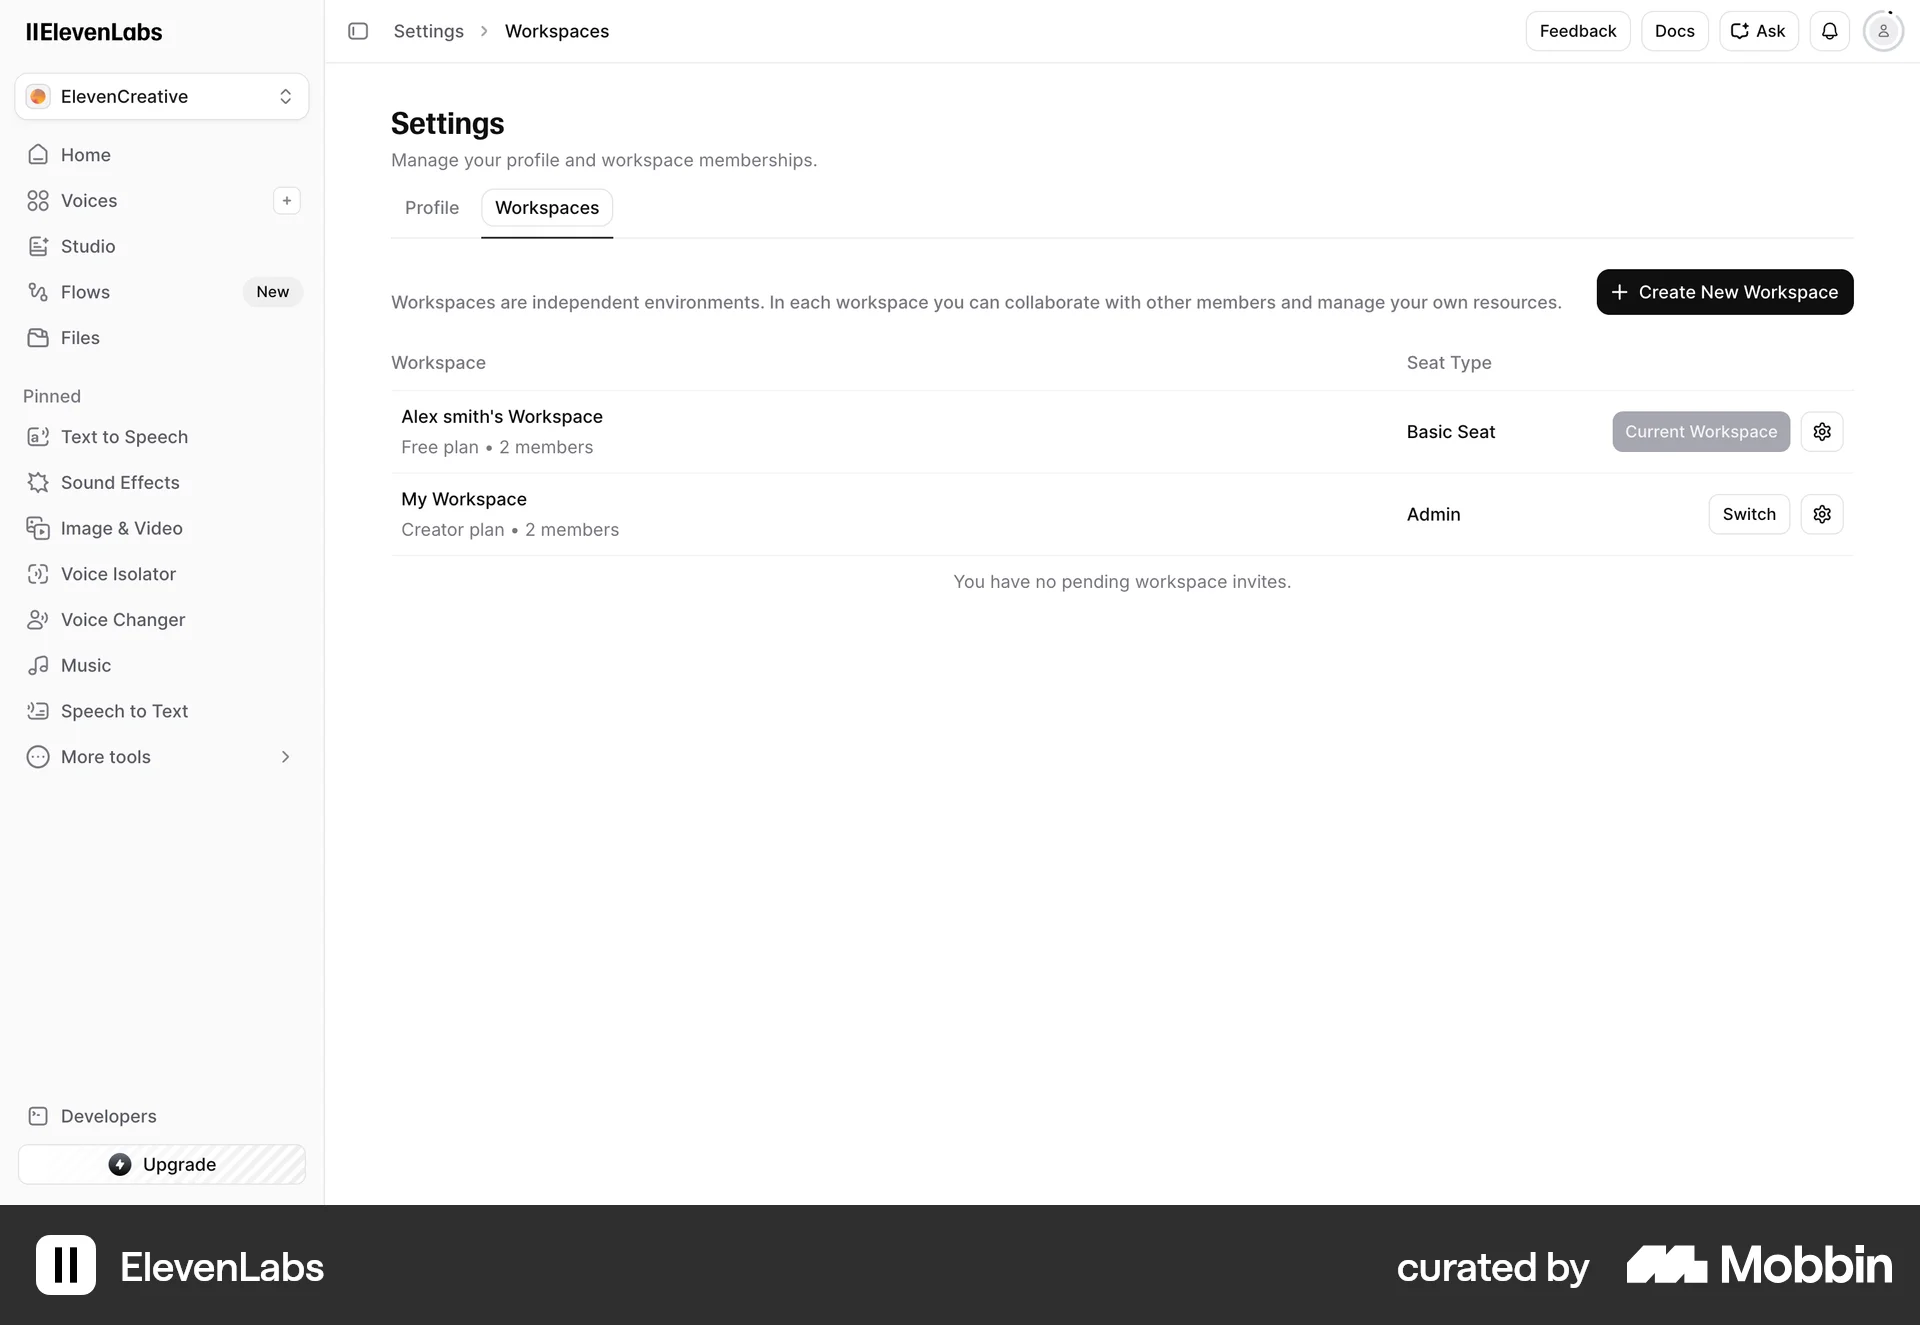 IIElevenLabs
ElevenCreative
Home
Voices
Studio
Flows
New
Files
Pinned
Text to Speech
Sound Effects
Image & Video
Voice Isolator
Voice Changer
Music
Speech to Text
More tools
Developers
Upgrade
Settings > Workspaces
Feedback
Docs
Ask
Settings
Manage your profile and workspace memberships.
Profile
Workspaces
Workspaces are independent environments. In each workspace you can collaborate with other members and manage your own resources.
+ Create New Workspace
Workspace
Seat Type
Alex smith's Workspace
Free plan • 2 members
Basic Seat
Current Workspace
My Workspace
Creator plan • 2 members
Admin
Switch
You have no pending workspace invites.
ElevenLabs
curated by
Mobbin